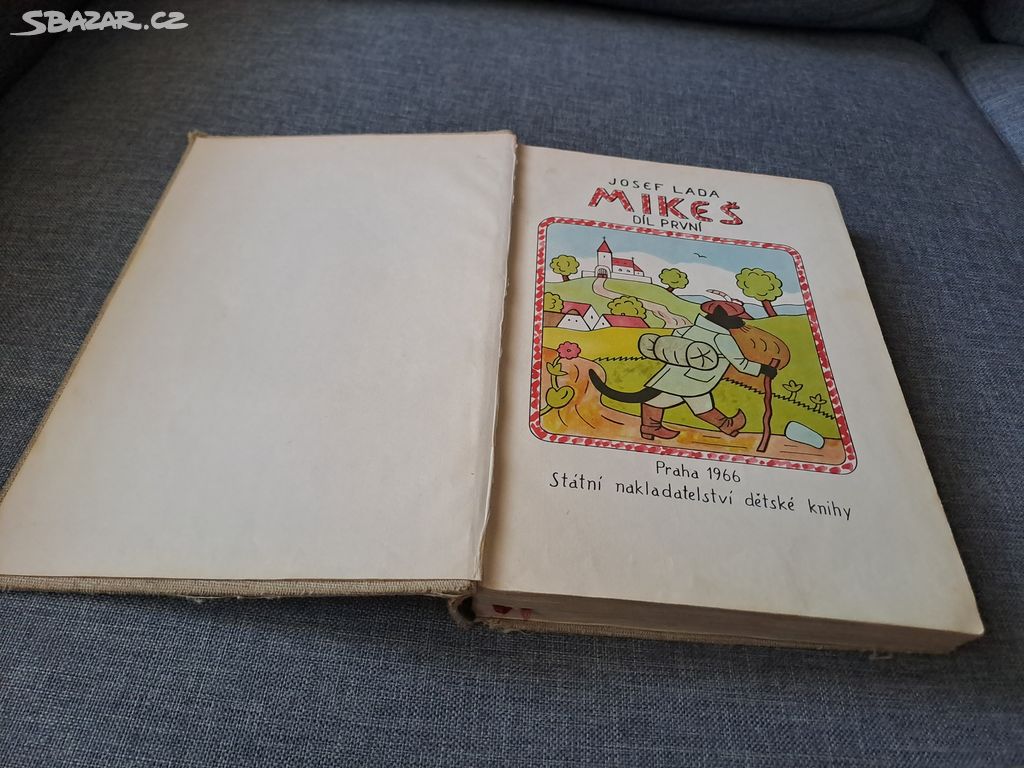 SBAZAR.CZ
JOSEF LADA
MIKEŠ
DÍL PRVNÍ
Praha 1966
Státní nakladatelství dětské knihy